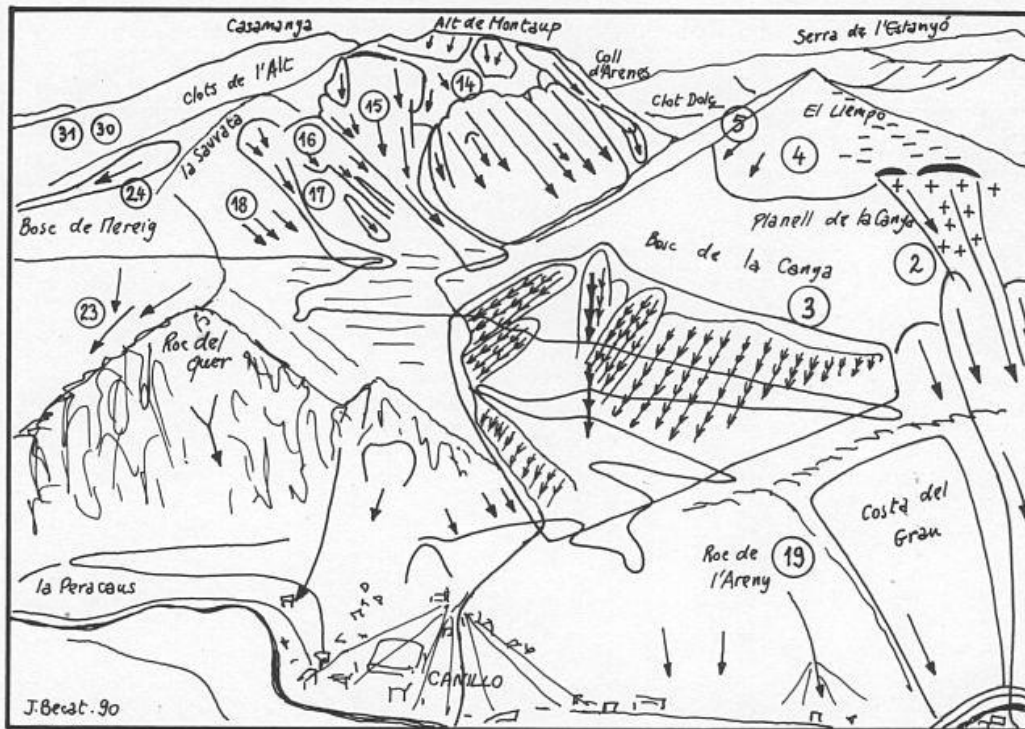 Casamanga
Alt de Montaup
Serra de l'Estanyó
Clots de l'Alt
Coll
d'Arenes
Clot Dolç
El Llempo
31 30
15
14
5
4
16
la Sauvata
24
17
18
Bosc de Mereig
Planell de la Canya
2
Bosc de la Canya
3
23
Roc del
quer
Costa del
Grau
Roc de
l'Areny
19
la Peracaus
CANILLO
J. Becat. 90